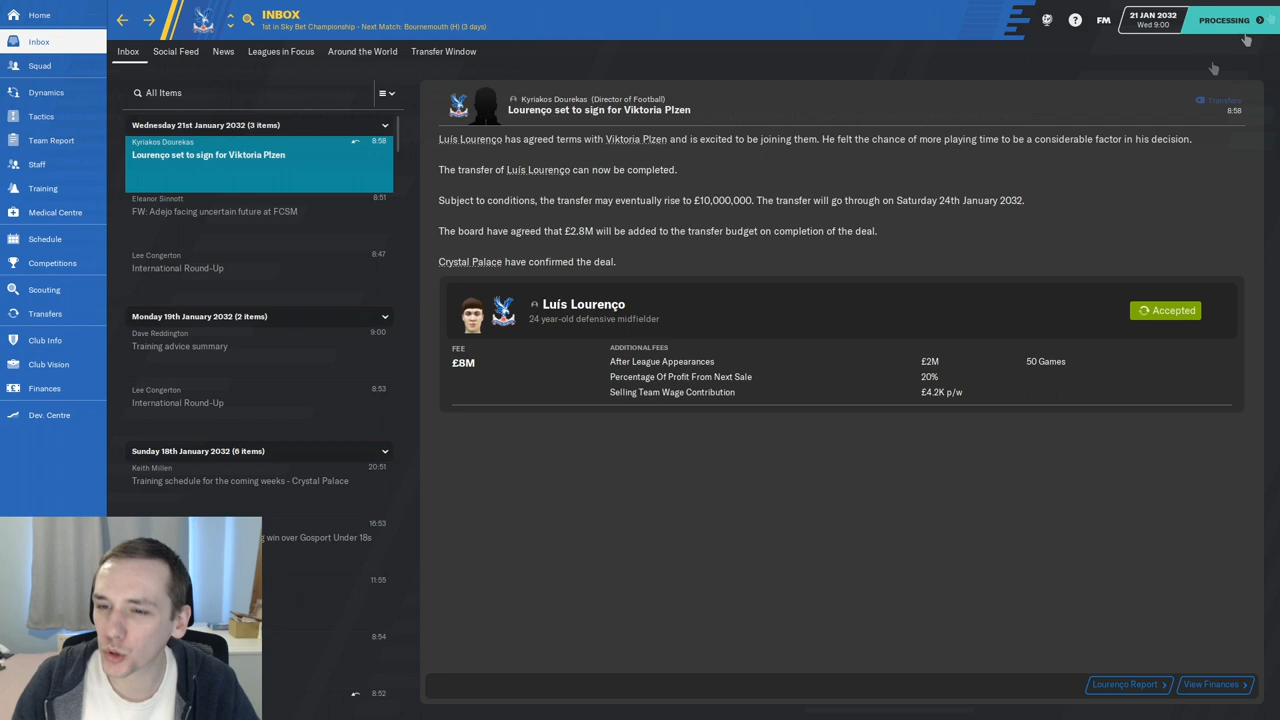 Home
INBOX
1st in Sky Bet Championship - Next Match: Bournemouth (H) (3 days)
FM
21 JAN 2032
Wed 9:00
PROCESSING
Inbox
Squad
Dynamics
Tactics
Team Report
Staff
Training
Medical Centre
Schedule
Competitions
Scouting
Transfers
Club Info
Club Vision
Finances
Dev. Centre
Inbox
Social Feed
News
Leagues in Focus
Around the World
Transfer Window
All Items
Wednesday 21st January 2032 (3 items)
Kyriakos Dourekas 8:58
Lourenço set to sign for Viktoria Plzen
Eleanor Sinnott 8:51
FW: Adejo facing uncertain future at FCSM
Lee Congerton 8:47
International Round-Up
Monday 19th January 2032 (2 items)
Dave Reddington 9:00
Training advice summary
Lee Congerton 8:53
International Round-Up
Sunday 18th January 2032 (6 items)
Keith Millen 20:51
Training schedule for the coming weeks - Crystal Palace
16:53
win over Gosport Under 18s
11:55
8:54
8:52
Kyriakos Dourekas (Director of Football)
Lourenço set to sign for Viktoria Plzen
Transfers
8:58
Luís Lourenço has agreed terms with Viktoria Plzen and is excited to be joining them. He felt the chance of more playing time to be a considerable factor in his decision.
The transfer of Luís Lourenço can now be completed.
Subject to conditions, the transfer may eventually rise to £10,000,000. The transfer will go through on Saturday 24th January 2032.
The board have agreed that £2.8M will be added to the transfer budget on completion of the deal.
Crystal Palace have confirmed the deal.
Luís Lourenço
24 year-old defensive midfielder
Accepted
FEE
£8M
ADDITIONAL FEES
After League Appearances £2M 50 Games
Percentage Of Profit From Next Sale 20%
Selling Team Wage Contribution £4.2K p/w
Lourenço Report
View Finances